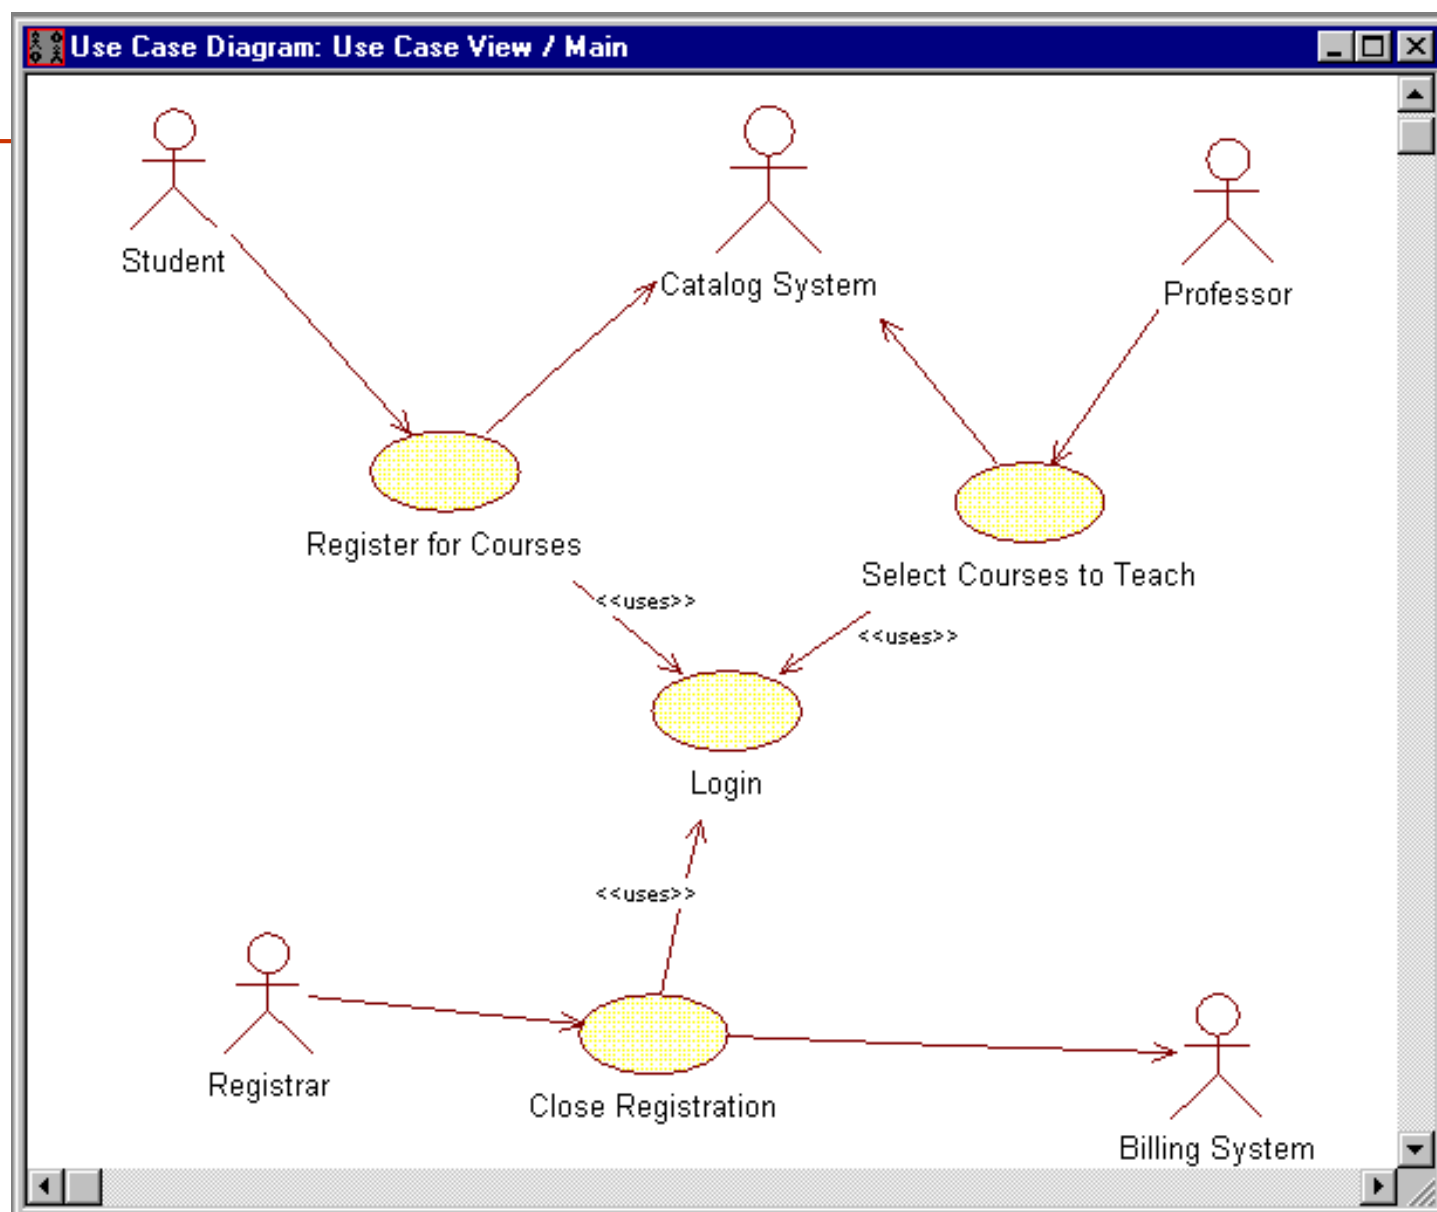 Use Case Diagram: Use Case View / Main
Student
Catalog System
Professor
Register for Courses
Select Courses to Teach
<<uses>>
<<uses>>
Login
<<uses>>
Registrar
Close Registration
Billing System